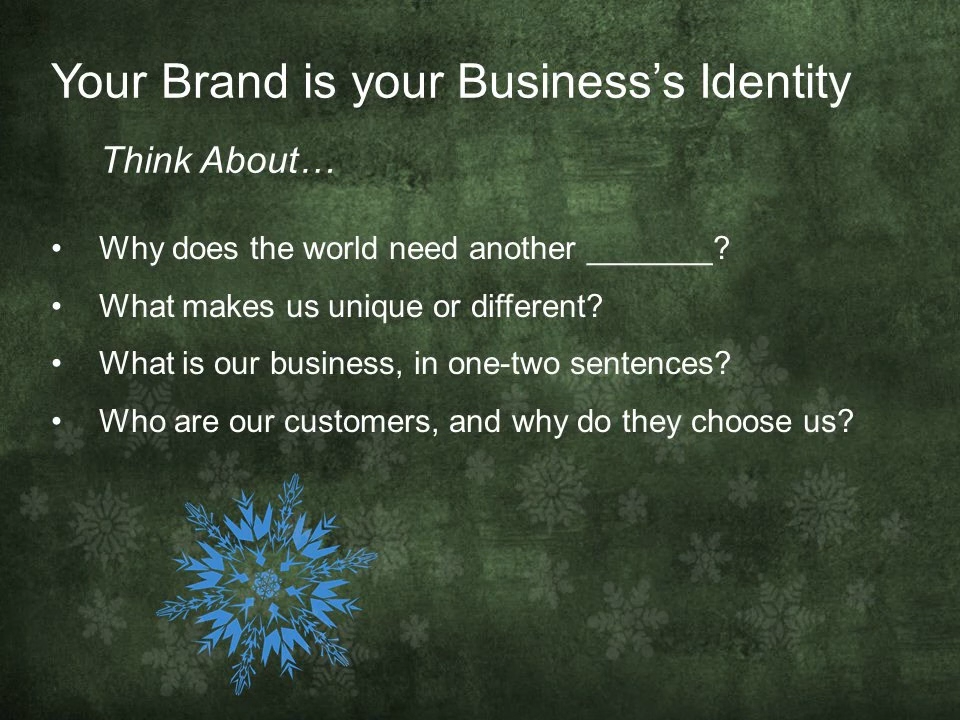 Your Brand is your Business’s Identity
Think About…
• Why does the world need another _______?
• What makes us unique or different?
• What is our business, in one-two sentences?
• Who are our customers, and why do they choose us?